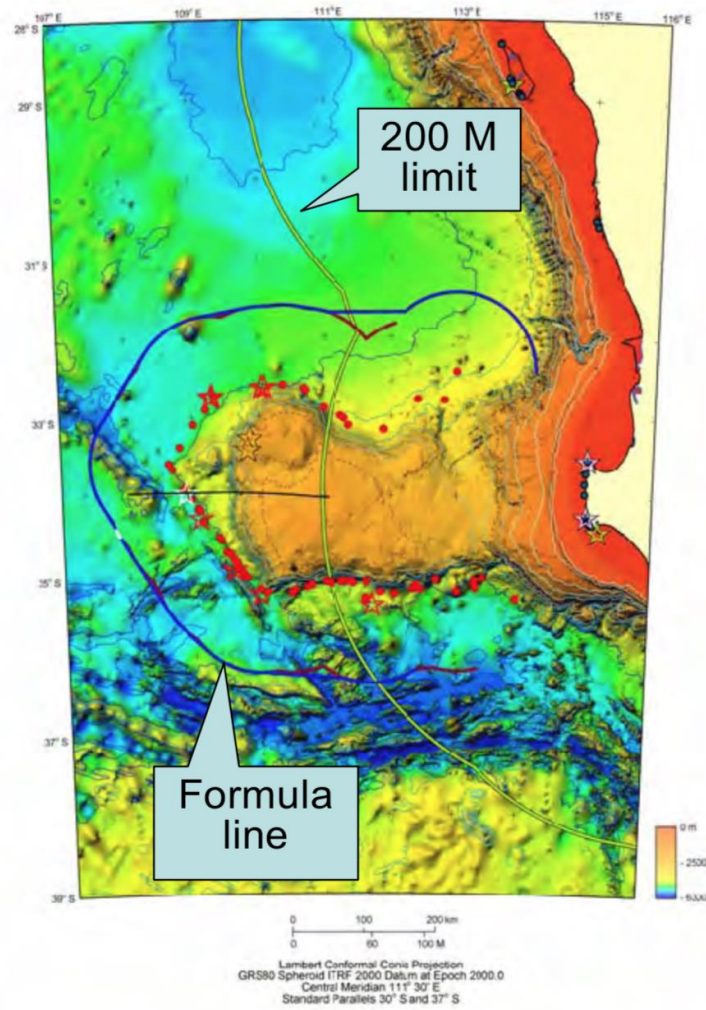 107° E 109° E 111° E 113° E 115° E 116° E
28° S
29° S
200 M
limit
31° S
33° S
35° S
37° S
Formula
line
0 m
- 2500
- 6000
39° S
0 100 200 km
0 60 100 M
Lambert Conformal Conic Projection
GRS80 Spheroid ITRF 2000 Datum at Epoch 2000.0
Central Meridian 111° 30' E
Standard Parallels 30° S and 37° S